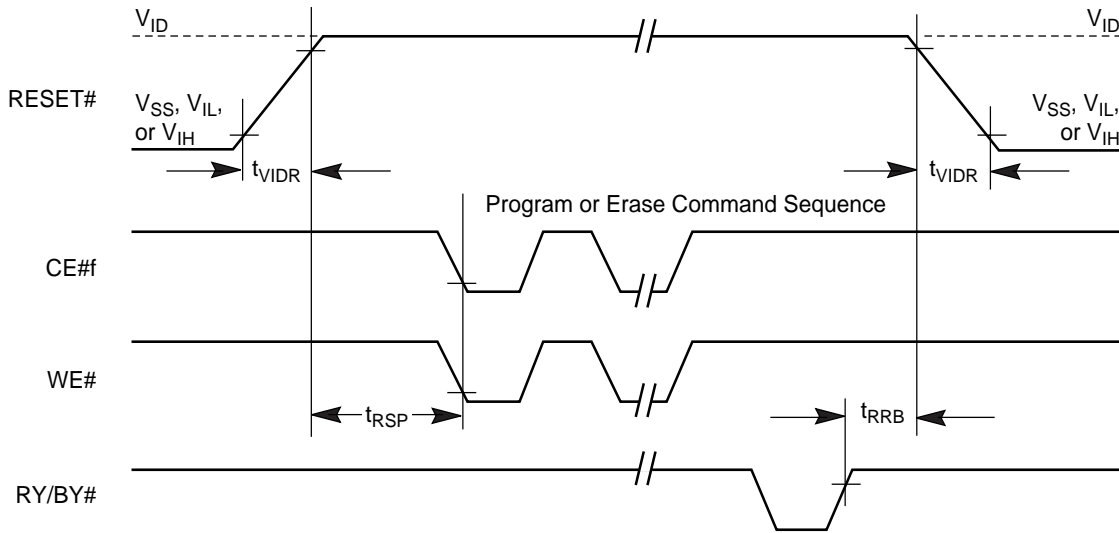 V_ID
V_ID
RESET#
V_SS, V_IL,
or V_IH
V_SS, V_IL,
or V_IH
t_VIDR
t_VIDR
Program or Erase Command Sequence
CE#f
WE#
t_RSP
t_RRB
RY/BY#